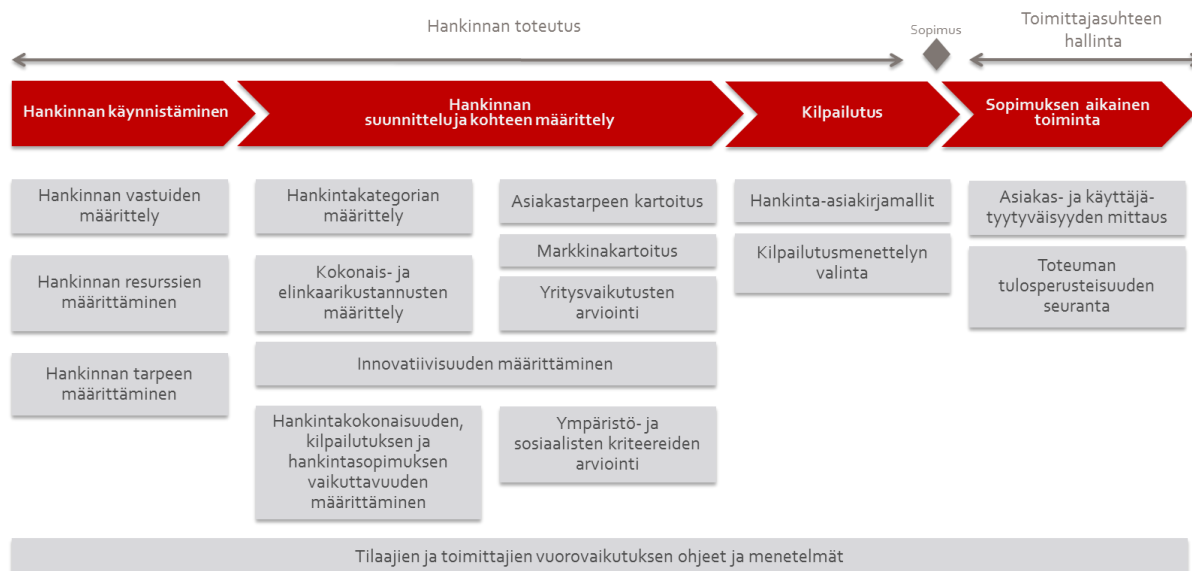 Hankinnan toteutus
Sopimus
Toimittajasuhteen
hallinta
Hankinnan käynnistäminen
Hankinnan
suunnittelu ja kohteen määrittely
Kilpailutus
Sopimuksen aikainen
toiminta
Hankinnan vastuiden
määrittely
Hankinnan resurssien
määrittäminen
Hankinnan tarpeen
määrittäminen
Hankintakategorian
määrittely
Kokonais- ja
elinkaarikustannusten
määrittely
Asiakastarpeen kartoitus
Markkinakartoitus
Yritysvaikutusten
arviointi
Innovatiivisuuden määrittäminen
Hankintakokonaisuuden,
kilpailutuksen ja
hankintasopimuksen
vaikuttavuuden
määrittäminen
Ympäristö- ja
sosiaalisten kriteereiden
arviointi
Hankinta-asiakirjamallit
Kilpailutusmenettelyn
valinta
Asiakas- ja käyttäjä-
tyytyväisyyden mittaus
Toteuman
tulosperusteisuuden
seuranta
Tilaajien ja toimittajien vuorovaikutuksen ohjeet ja menetelmät